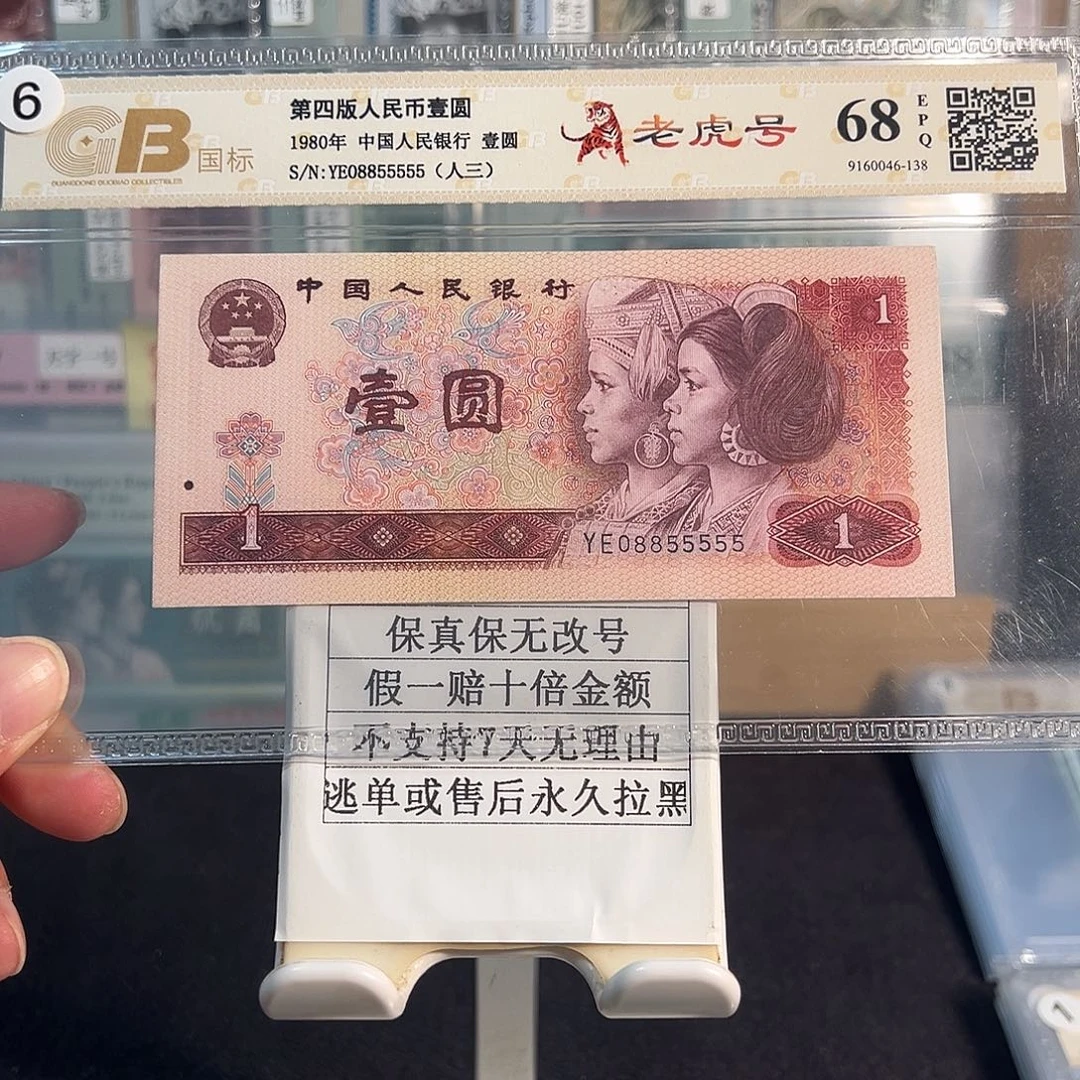 6
GB 国标
GUANGDONG GUOBIAO COLLECTIBLES
第四版人民币壹圆
1980年 中国人民银行 壹圆
S/N:YE08855555（人三）
老虎号
68
EPQ
9160046-138
中国人民银行
1
壹圆
1
YE08855555
1
保真保无改号
假一赔十倍金额
不支持7天无理由
逃单或售后永久拉黑
1